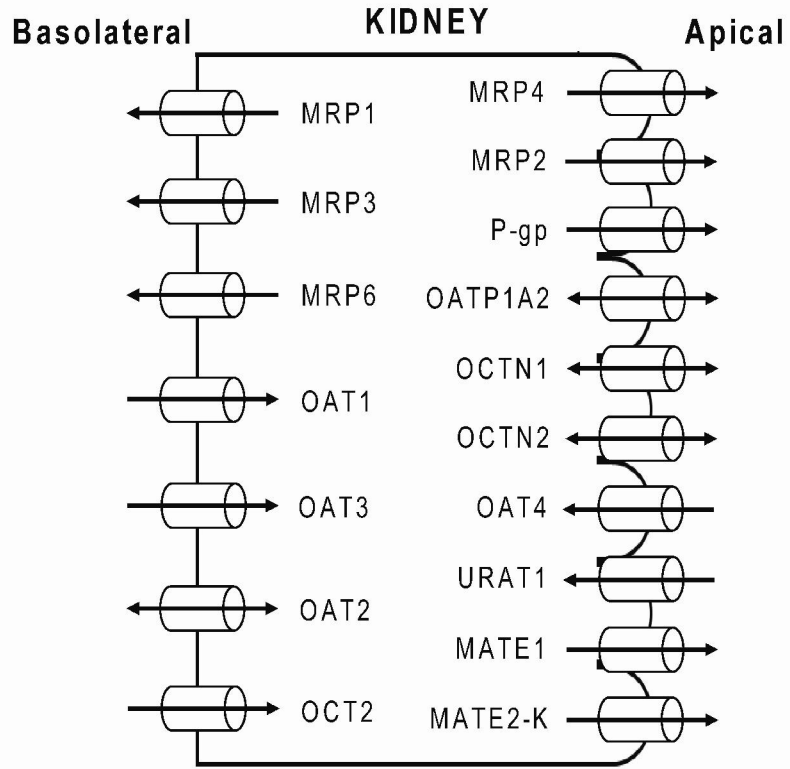 KIDNEY
Basolateral
Apical
MRP1
MRP3
MRP6
OAT1
OAT3
OAT2
OCT2
MRP4
MRP2
P-gp
OATP1A2
OCTN1
OCTN2
OAT4
URAT1
MATE1
MATE2-K